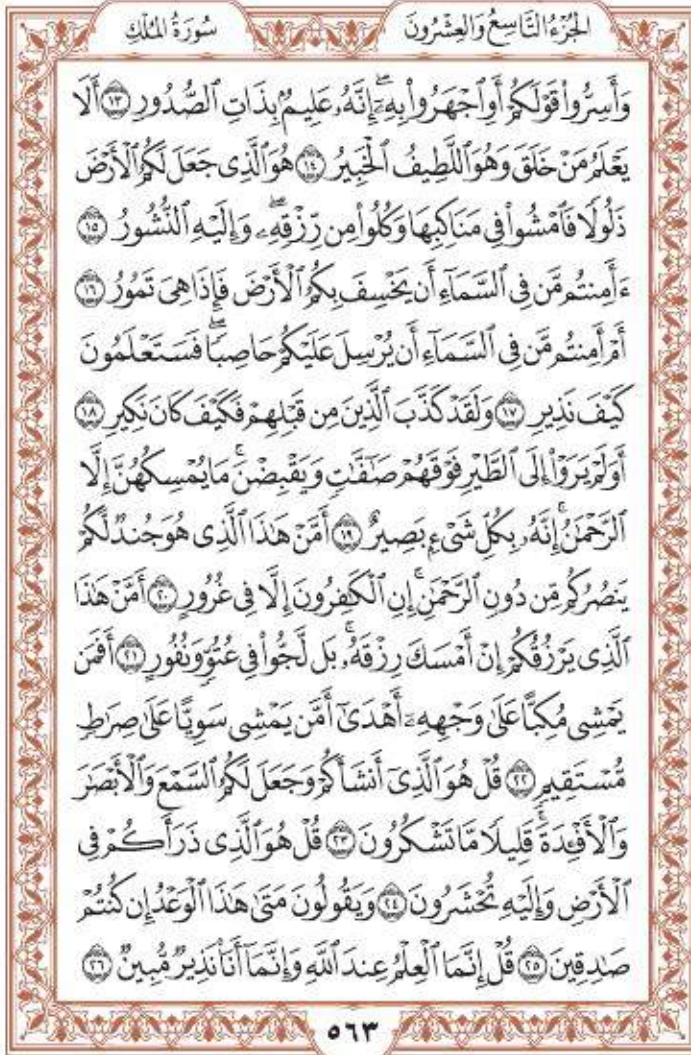 الجُزْءُ التَّاسِعُ وَالعِشْرُونَ
سُورَةُ المُلْكِ
وَأَسِرُّواْ قَوْلَكُمْ أَوِ ٱجْهَرُواْ بِهِۦٓۖ إِنَّهُۥ عَلِيمُۢ بِذَاتِ ٱلصُّدُورِ ١٣ أَلَا
يَعْلَمُ مَنْ خَلَقَ وَهُوَ ٱللَّطِيفُ ٱلْخَبِيرُ ١٤ هُوَ ٱلَّذِى جَعَلَ لَكُمُ ٱلْأَرْضَ
ذَلُولًا فَٱمْشُواْ فِى مَنَاكِبِهَا وَكُلُواْ مِن رِّزْقِهِۦۖ وَإِلَيْهِ ٱلنُّشُورُ ١٥
ءَأَمِنتُم مَّن فِى ٱلسَّمَآءِ أَن يَخْسِفَ بِكُمُ ٱلْأَرْضَ فَإِذَا هِىَ تَمُورُ ١٦
أَمْ أَمِنتُم مَّن فِى ٱلسَّمَآءِ أَن يُرْسِلَ عَلَيْكُمْ حَاصِبًاۖ فَسَتَعْلَمُونَ
كَيْفَ نَذِيرِ ١٧ وَلَقَدْ كَذَّبَ ٱلَّذِينَ مِن قَبْلِهِمْ فَكَيْفَ كَانَ نَكِيرِ ١٨
أَوَلَمْ يَرَوْاْ إِلَى ٱلطَّيْرِ فَوْقَهُمْ صَٰٓفَّٰتٍ وَيَقْبِضْنَۚ مَا يُمْسِكُهُنَّ إِلَّا
ٱلرَّحْمَٰنُۚ إِنَّهُۥ بِكُلِّ شَىْءِۭ بَصِيرٌ ١٩ أَمَّنْ هَٰذَا ٱلَّذِى هُوَ جُندٌ لَّكُمْ
يَنصُرُكُم مِّن دُونِ ٱلرَّحْمَٰنِۚ إِنِ ٱلْكَٰفِرُونَ إِلَّا فِى غُرُورٍ ٢٠ أَمَّنْ هَٰذَا
ٱلَّذِى يَرْزُقُكُمْ إِنْ أَمْسَكَ رِزْقَهُۥۚ بَل لَّجُّواْ فِى عُتُوٍّ وَنُفُورٍ ٢١ أَفَمَن
يَمْشِى مُكِبًّا عَلَىٰ وَجْهِهِۦٓ أَهْدَىٰٓ أَمَّن يَمْشِى سَوِيًّا عَلَىٰ صِرَٰطٍ
مُّسْتَقِيمٍ ٢٢ قُلْ هُوَ ٱلَّذِىٓ أَنشَأَكُمْ وَجَعَلَ لَكُمُ ٱلسَّمْعَ وَٱلْأَبْصَٰرَ
وَٱلْأَفْـِٔدَةَۚ قَلِيلًا مَّا تَشْكُرُونَ ٢٣ قُلْ هُوَ ٱلَّذِى ذَرَأَكُمْ فِى
ٱلْأَرْضِ وَإِلَيْهِ تُحْشَرُونَ ٢٤ وَيَقُولُونَ مَتَىٰ هَٰذَا ٱلْوَعْدُ إِن كُنتُمْ
صَٰدِقِينَ ٢٥ قُلْ إِنَّمَا ٱلْعِلْمُ عِندَ ٱللَّهِ وَإِنَّمَآ أَنَا۠ نَذِيرٌ مُّبِينٌ ٢٦
٥٦٣